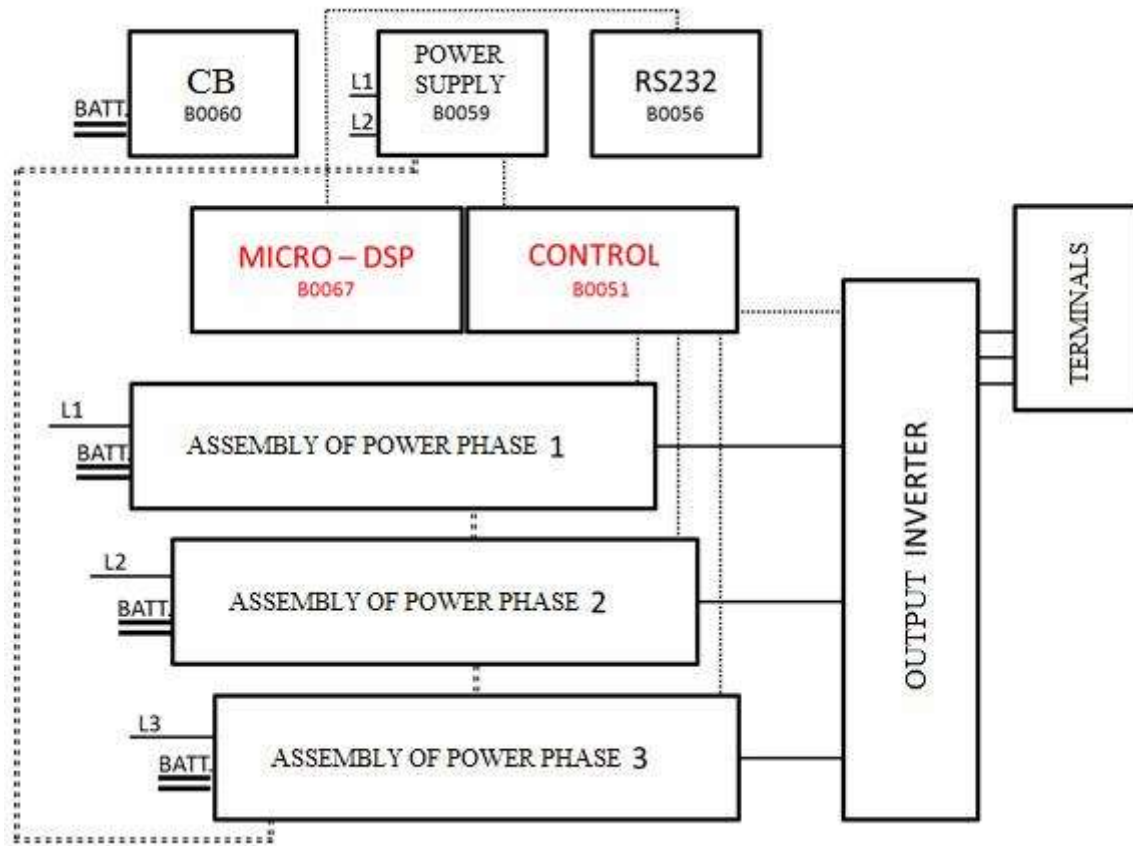 CB
B0060
BATT.
POWER
SUPPLY
B0059
L1
L2
RS232
B0056
MICRO – DSP
B0067
CONTROL
B0051
TERMINALS
L1
BATT.
ASSEMBLY OF POWER PHASE 1
L2
BATT.
ASSEMBLY OF POWER PHASE 2
L3
BATT.
ASSEMBLY OF POWER PHASE 3
OUTPUT INVERTER